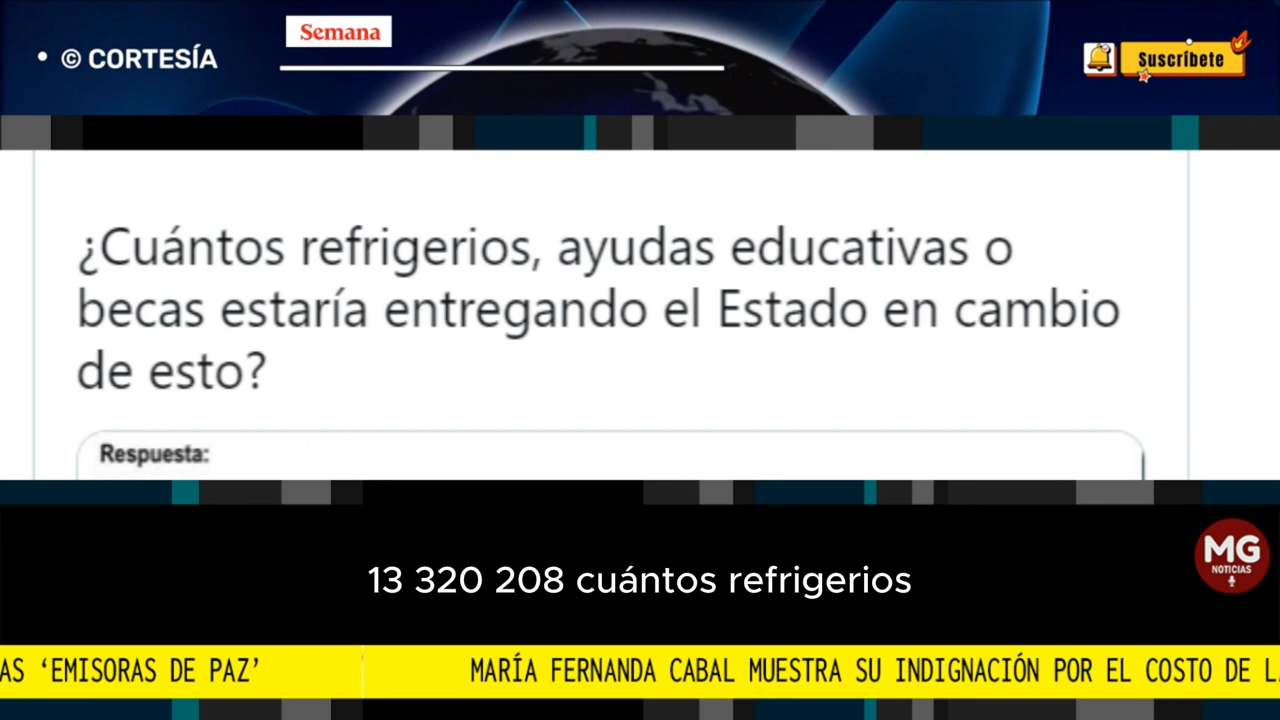 Semana
• © CORTESÍA
Suscríbete
¿Cuántos refrigerios, ayudas educativas o
becas estaría entregando el Estado en cambio
de esto?
Respuesta:
13 320 208 cuántos refrigerios
MG
NOTICIAS
AS ‘EMISORAS DE PAZ’ MARÍA FERNANDA CABAL MUESTRA SU INDIGNACIÓN POR EL COSTO DE L